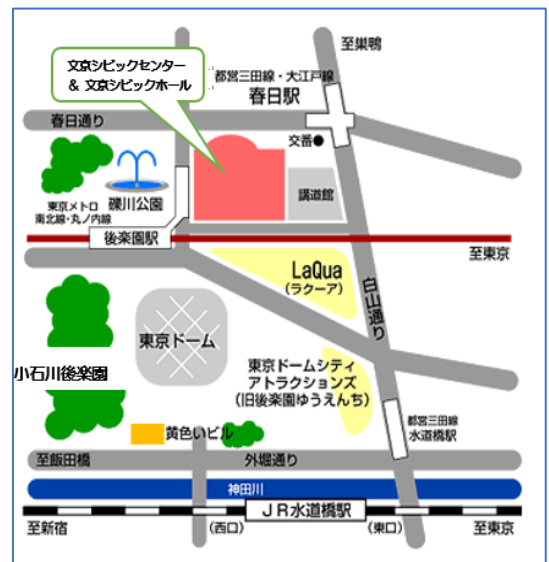 至巣鴨
文京シビックセンター
& 文京シビックホール
都営三田線・大江戸線
春日駅
春日通り
交番
礫川公園
講道館
東京メトロ
南北線・丸ノ内線
後楽園駅
至東京
LaQua
(ラクーア)
白山通り
東京ドーム
小石川後楽園
東京ドームシティ
アトラクションズ
(旧後楽園ゆうえんち)
都営三田線
水道橋駅
黄色いビル
至飯田橋
外堀通り
神田川
JR水道橋駅
至新宿
(西口)
(東口)
至東京